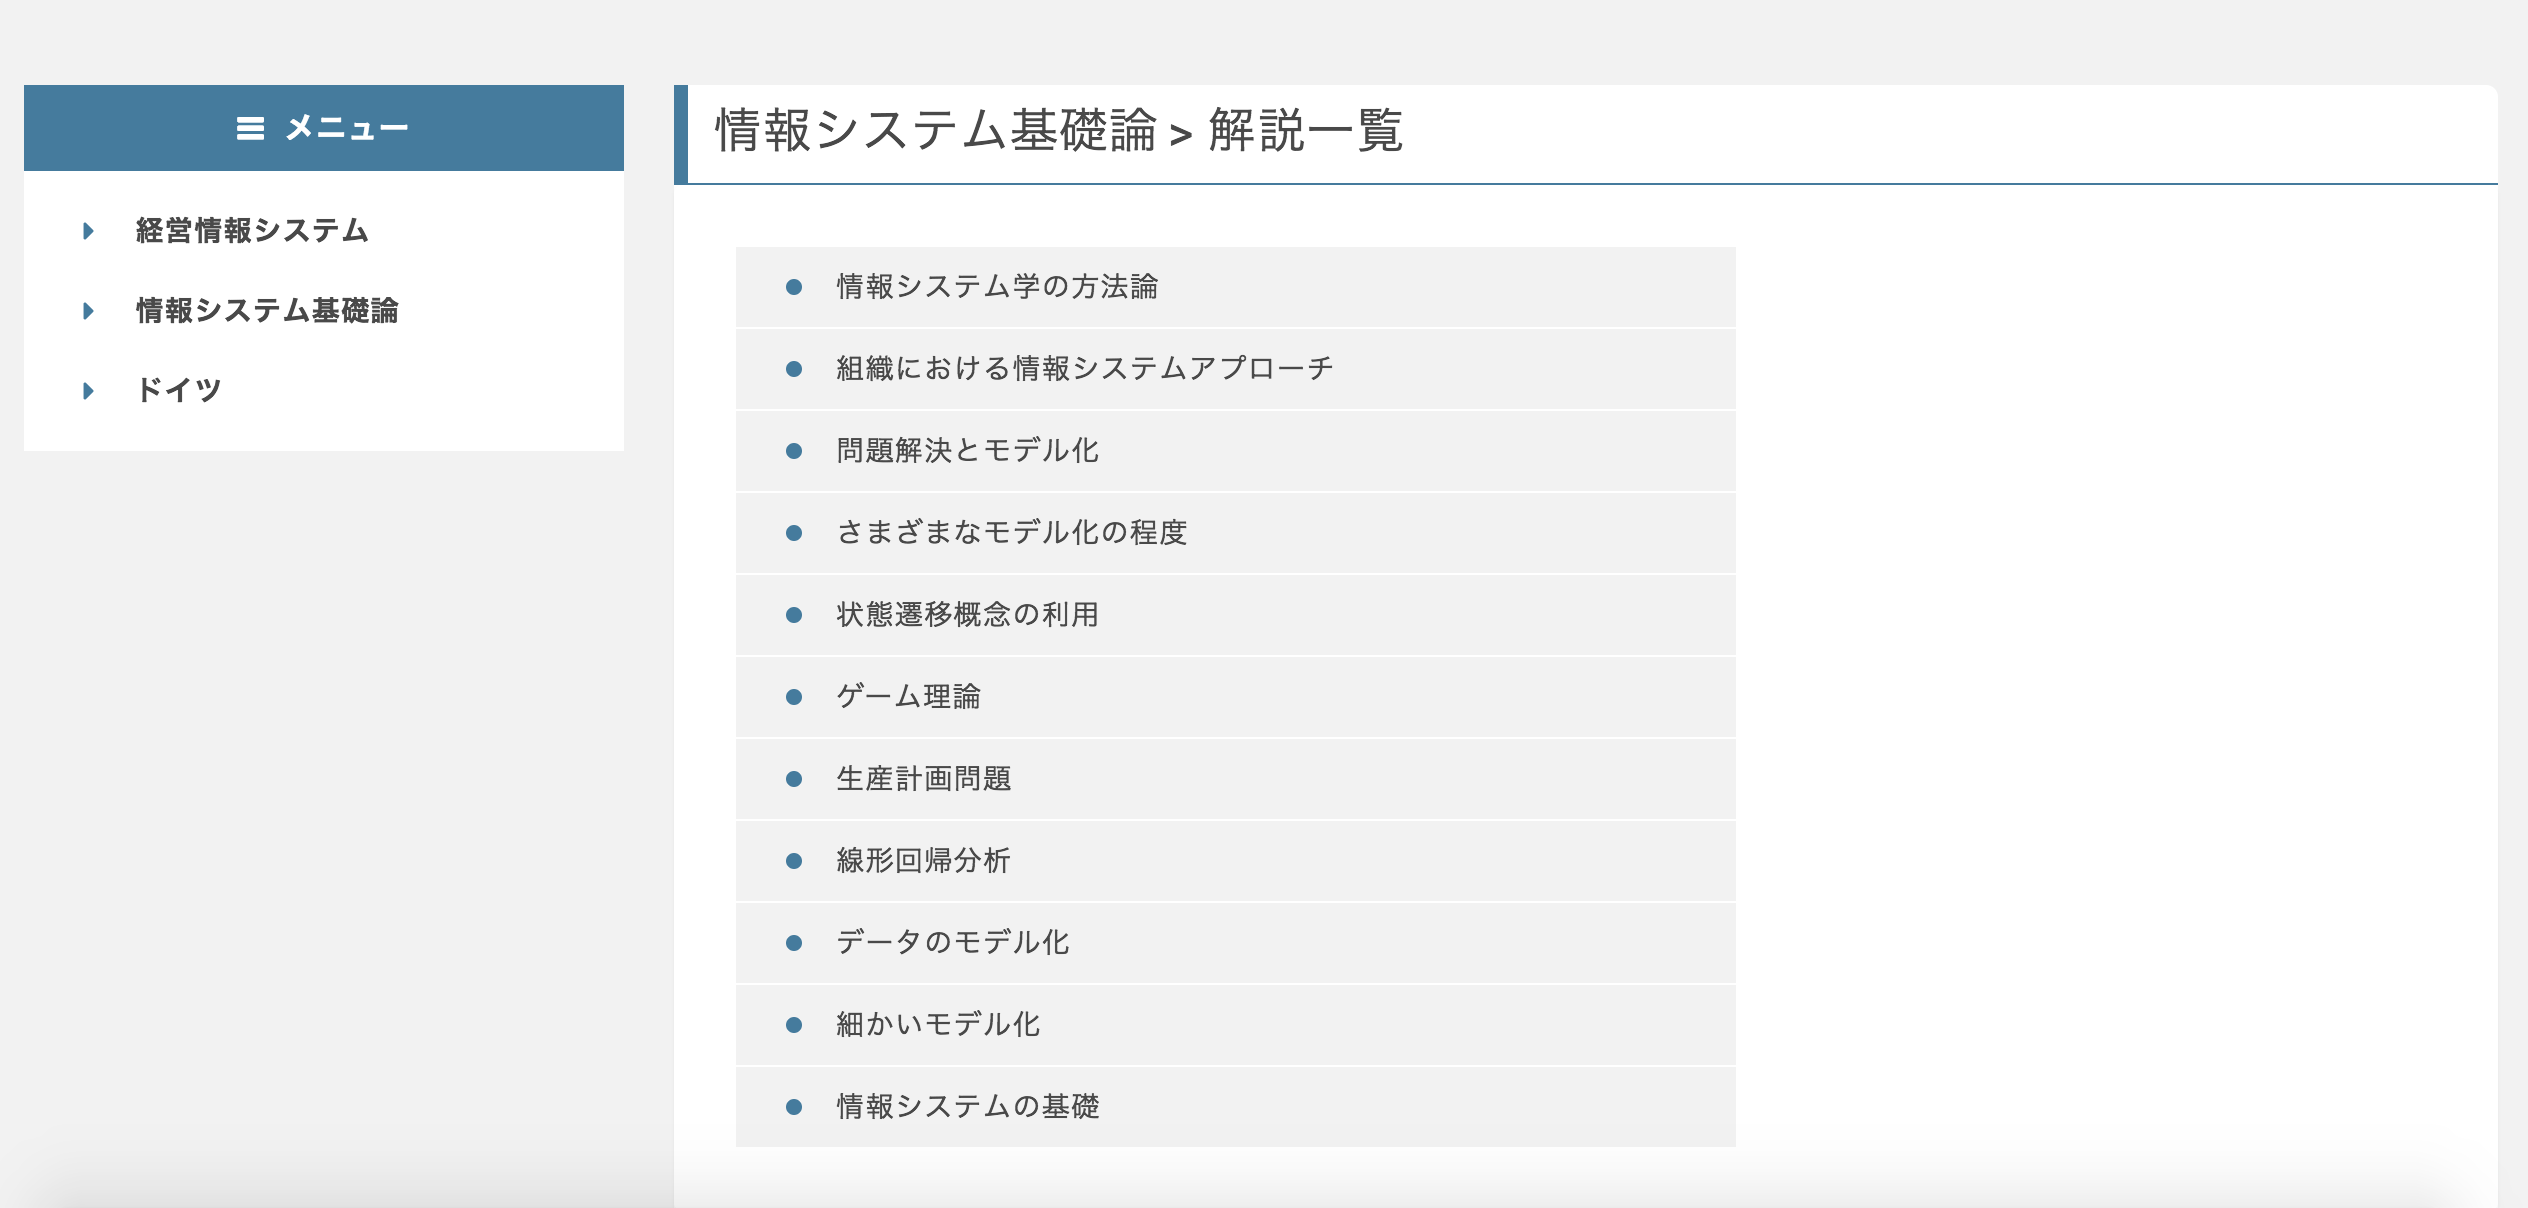 メニュー
経営情報システム
情報システム基礎論
ドイツ
情報システム基礎論 > 解説一覧
情報システム学の方法論
組織における情報システムアプローチ
問題解決とモデル化
さまざまなモデル化の程度
状態遷移概念の利用
ゲーム理論
生産計画問題
線形回帰分析
データのモデル化
細かいモデル化
情報システムの基礎